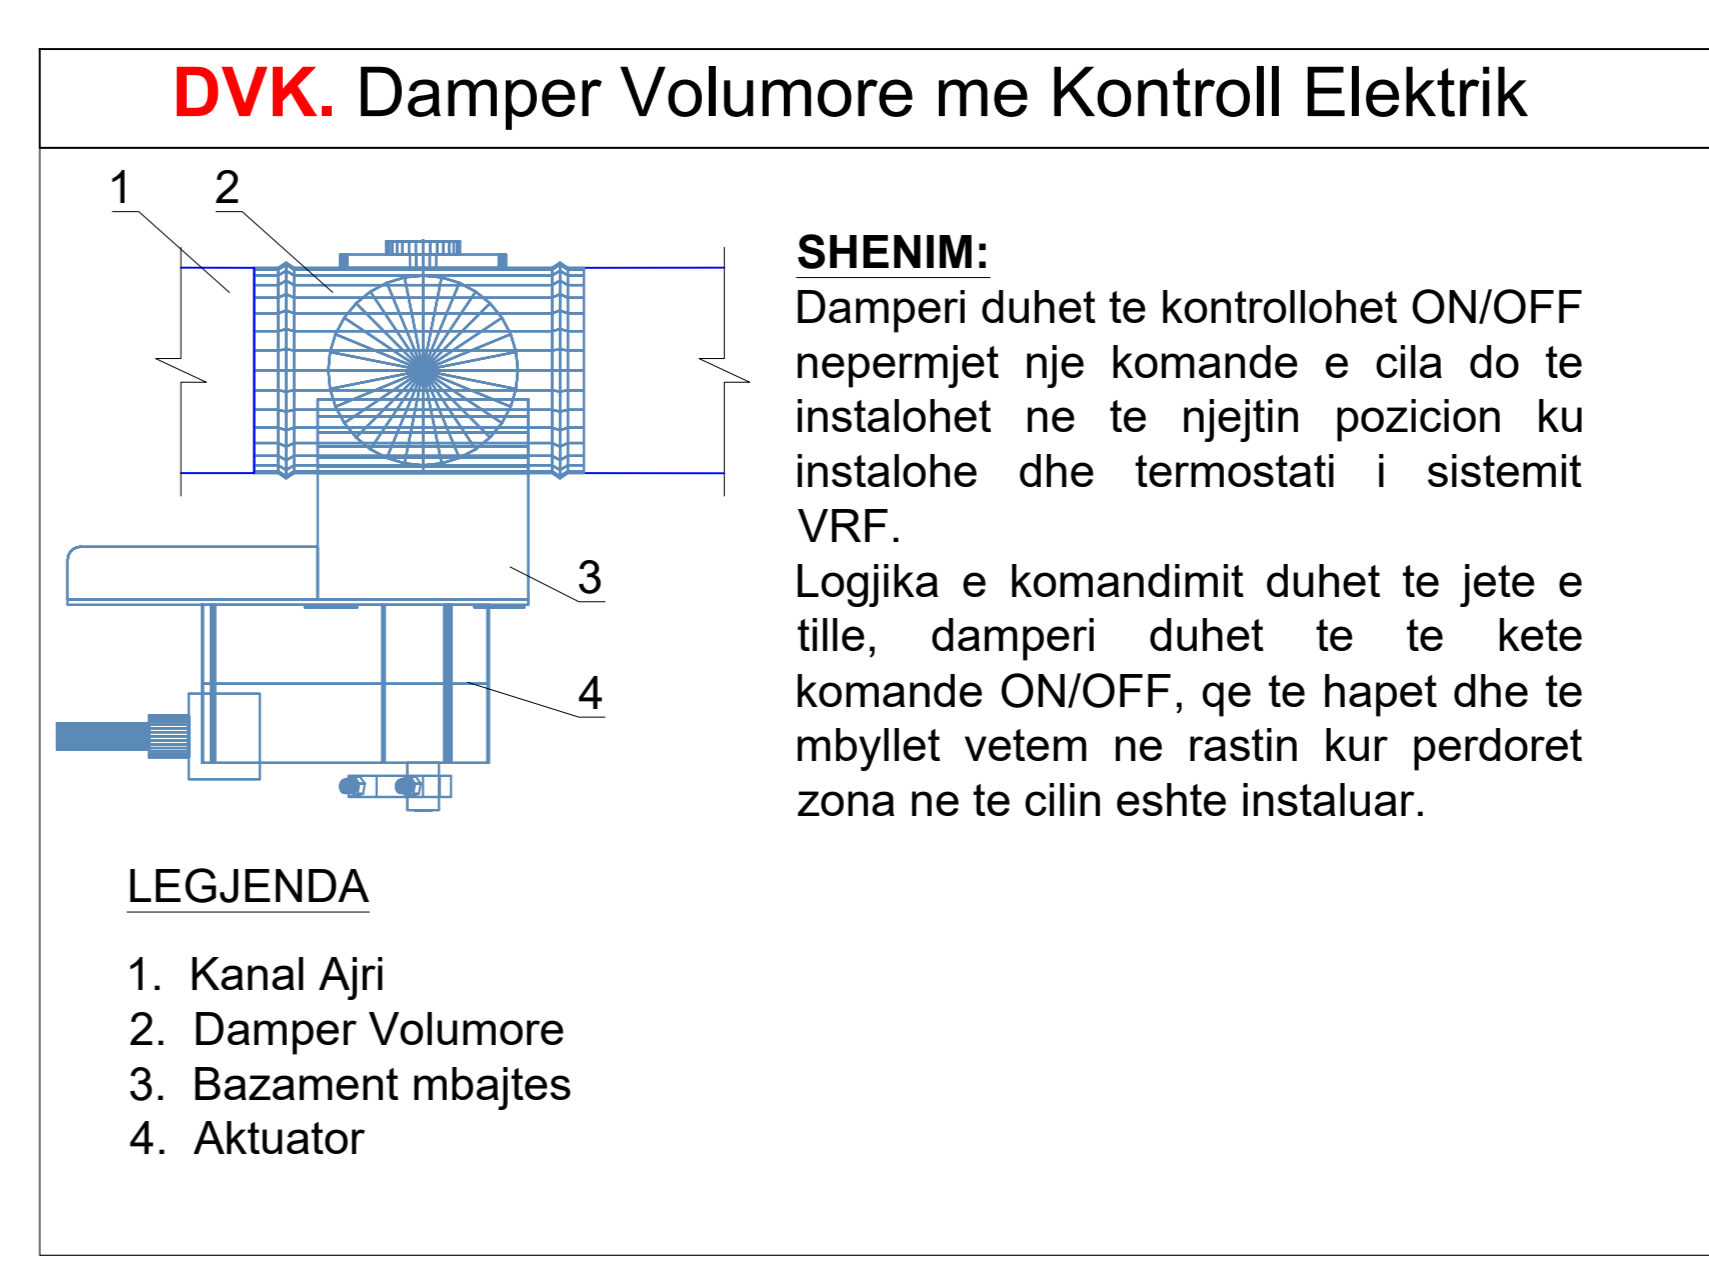 DVK. Damper Volumore me Kontroll Elektrik
1
2
3
4
SHENIM:
Damperi duhet te kontrollohet ON/OFF
nepermjet nje komande e cila do te
instalohet ne te njejtin pozicion ku
instalohe dhe termostati i sistemit
VRF.
Logjika e komandimit duhet te jete e
tille, damperi duhet te te kete
komande ON/OFF, qe te hapet dhe te
mbyllet vetem ne rastin kur perdoret
zona ne te cilin eshte instaluar.
LEGJENDA
1. Kanal Ajri
2. Damper Volumore
3. Bazament mbajtes
4. Aktuator